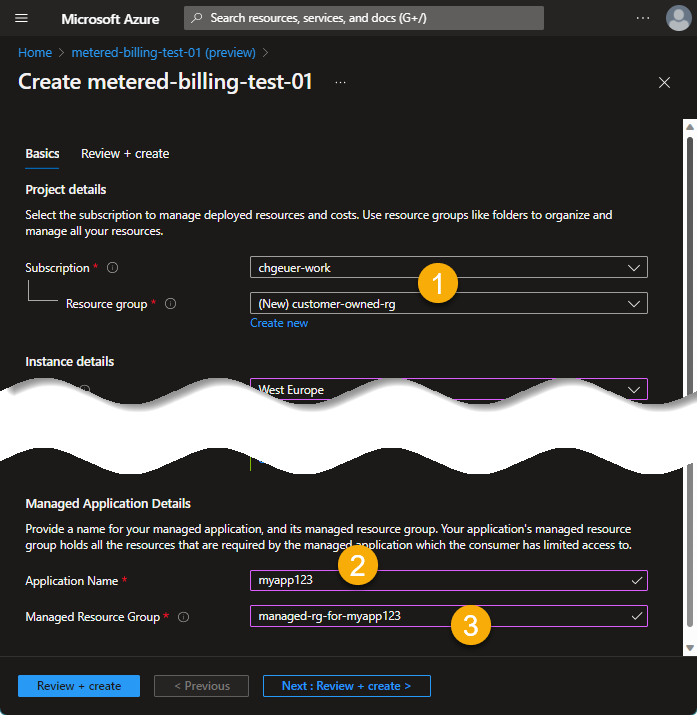 Microsoft Azure
Search resources, services, and docs (G+/)
Home > metered-billing-test-01 (preview) >
Create metered-billing-test-01 ...
Basics Review + create
Project details
Select the subscription to manage deployed resources and costs. Use resource groups like folders to organize and
manage all your resources.
Subscription * chgeuer-work
1
Resource group * (New) customer-owned-rg
Create new
Instance details
West Europe
Managed Application Details
Provide a name for your managed application, and its managed resource group. Your application's managed resource
group holds all the resources that are required by the managed application which the consumer has limited access to.
2
Application Name * myapp123
Managed Resource Group * managed-rg-for-myapp123
3
Review + create < Previous Next : Review + create >